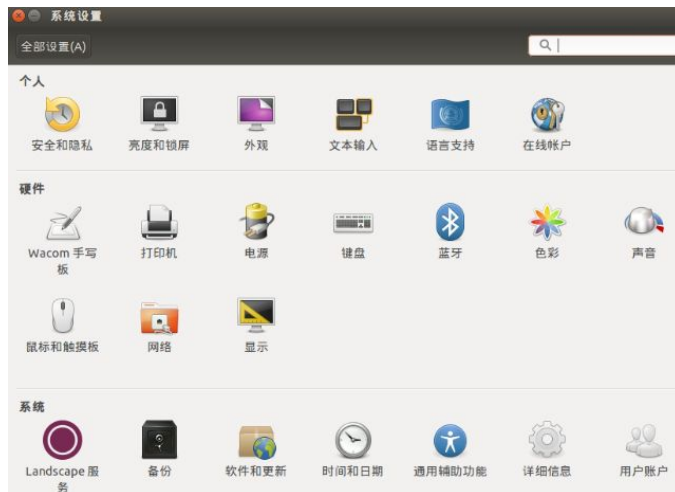 系统设置
全部设置(A)
个人
安全和隐私 亮度和锁屏 外观 文本输入 语言支持 在线帐户
硬件
Wacom 手写 打印机 电源 键盘 蓝牙 色彩 声音
板
鼠标和触摸板 网络 显示
系统
Landscape 服 备份 软件和更新 时间和日期 通用辅助功能 详细信息 用户账户
务